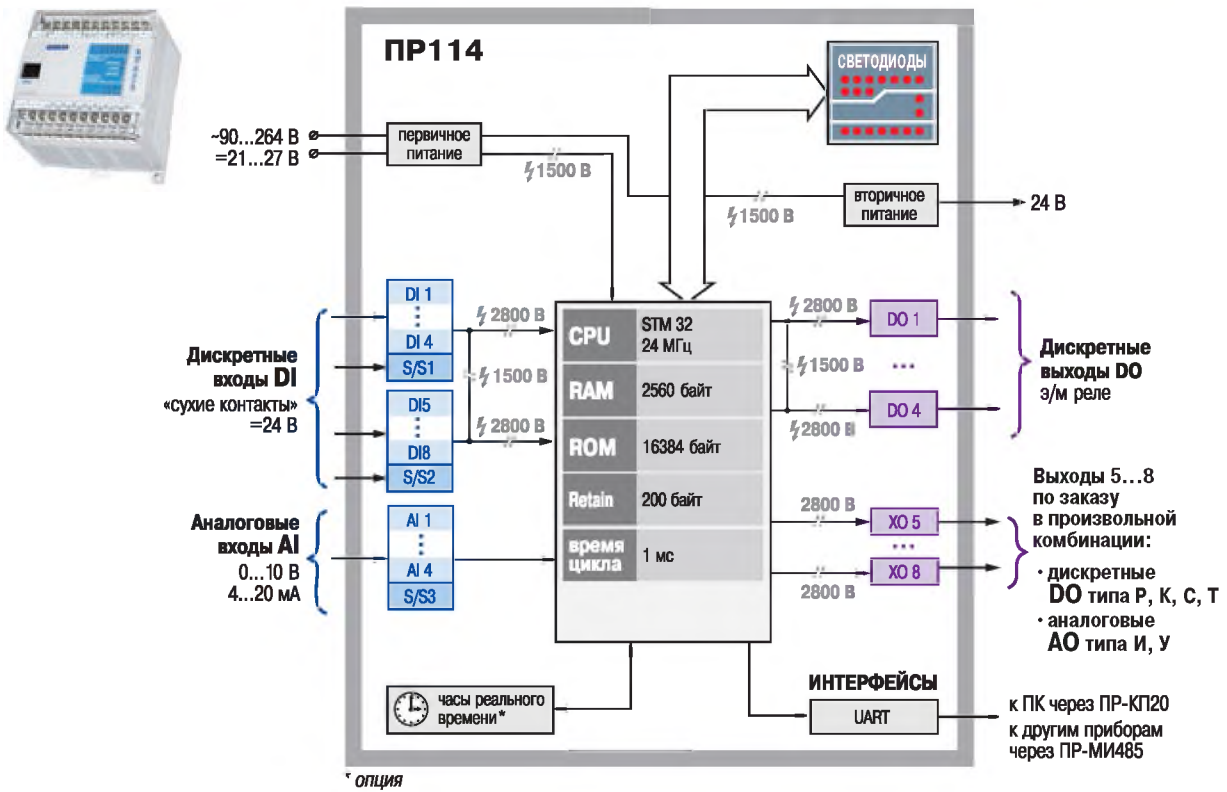 ПР114
СВЕТОДИОДЫ
~90...264 В
=21...27 В
первичное
питание
1500 В
1500 В
вторичное
питание
24 В
DI 1
DI 4
S/S1
DI5
DI8
S/S2
2800 В
1500 В
2800 В
Дискретные
входы DI
«сухие контакты»
=24 В
Аналоговые
входы AI
0...10 В
4...20 мА
AI 1
AI 4
S/S3
CPU
STM 32
24 МГц
RAM
2560 байт
ROM
16384 байт
Retain
200 байт
время
цикла
1 мс
2800 В
DO 1
1500 В
...
DO 4
2800 В
Дискретные
выходы DO
э/м реле
2800 В
XO 5
...
XO 8
2800 В
Выходы 5...8
по заказу
в произвольной
комбинации:
· дискретные
DO типа Р, К, С, Т
· аналоговые
АО типа И, У
часы реального
времени*
ИНТЕРФЕЙСЫ
UART
к ПК через ПР-КП20
к другим приборам
через ПР-МИ485
* опция